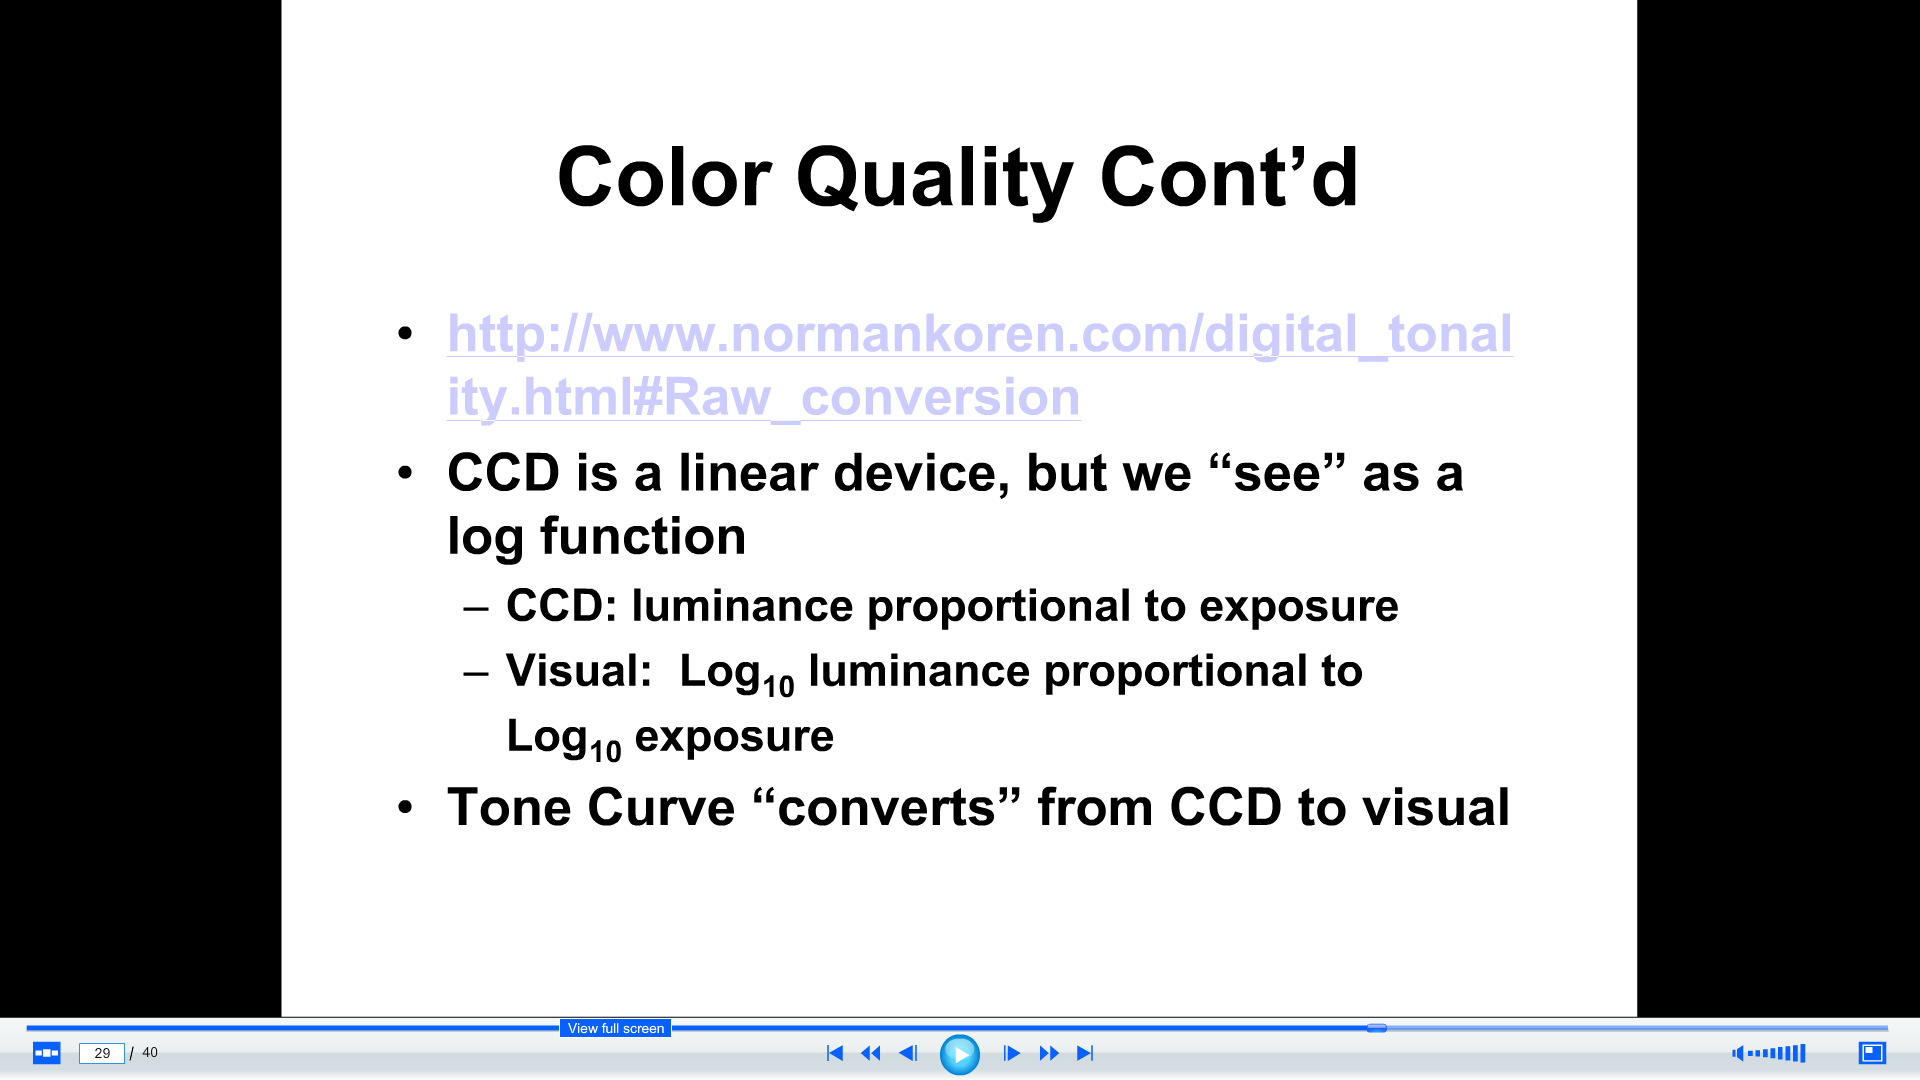 Color Quality Cont’d
• http://www.normankoren.com/digital_tonal
ity.html#Raw_conversion
• CCD is a linear device, but we “see” as a
log function
– CCD: luminance proportional to exposure
– Visual:  Log10 luminance proportional to
Log10 exposure
• Tone Curve “converts” from CCD to visual
View full screen
29 / 40